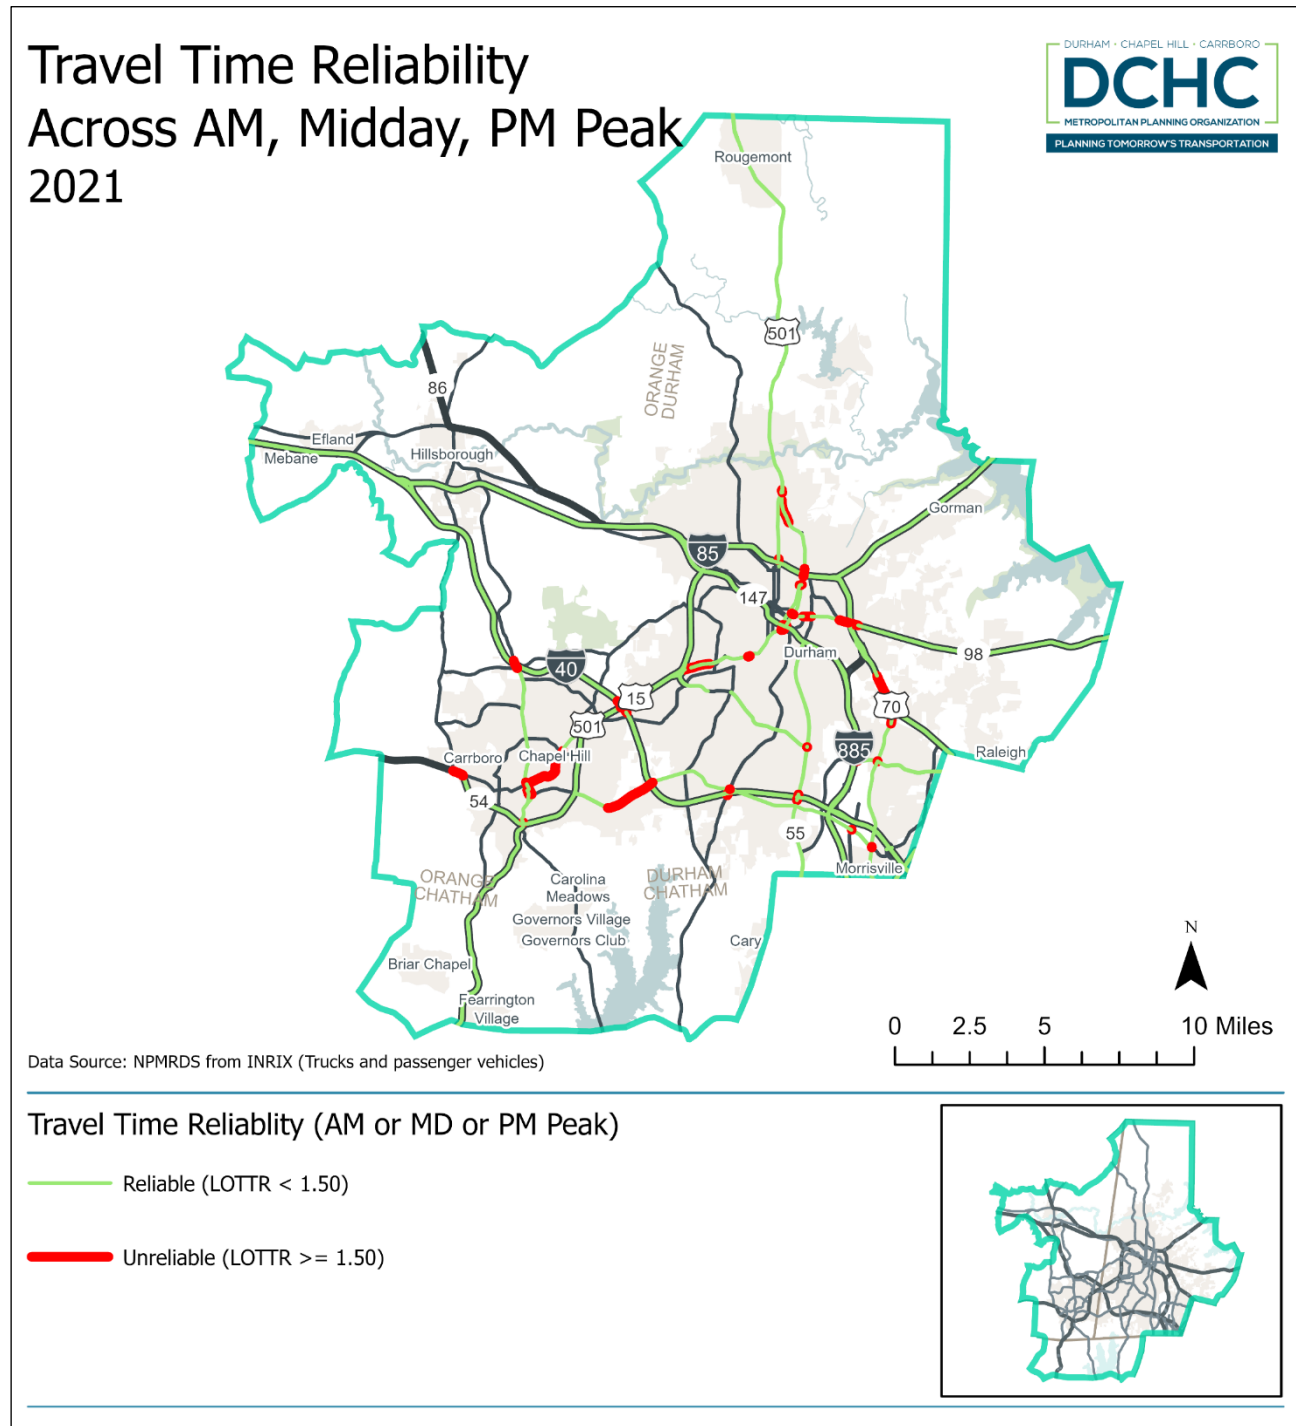 Travel Time Reliability
Across AM, Midday, PM Peak
2021
DURHAM · CHAPEL HILL · CARRBORO
DCHC
METROPOLITAN PLANNING ORGANIZATION
PLANNING TOMORROW'S TRANSPORTATION
Rougemont
501
ORANGE
DURHAM
86
Efland
Mebane
Hillsborough
Gorman
85
147
Durham
98
40
15
501
70
885
Raleigh
Carrboro
Chapel Hill
54
55
Morrisville
ORANGE
CHATHAM
DURHAM
CHATHAM
Carolina
Meadows
Governors Village
Governors Club
Cary
Briar Chapel
Fearrington
Village
N
0 2.5 5 10 Miles
Data Source: NPMRDS from INRIX (Trucks and passenger vehicles)
Travel Time Reliablity (AM or MD or PM Peak)
Reliable (LOTTR < 1.50)
Unreliable (LOTTR >= 1.50)